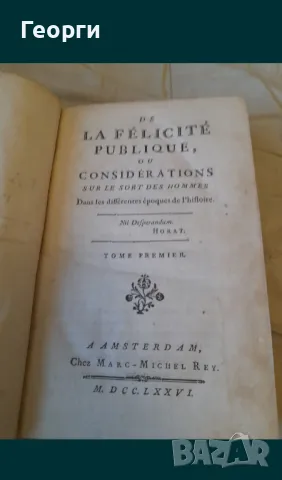 Георги
DE
LA FÉLICITÉ
PUBLIQUE,
OU
CONSIDÉRATIONS
SUR LE SORT DES HOMMES
Dans les différentes époques de l'histoire.
Nil Desperandum.
HORAT.
TOME PREMIER.
A AMSTERDAM,
Chez MARC-MICHEL REY.
M. DCC. LXXVI.
BAZAR